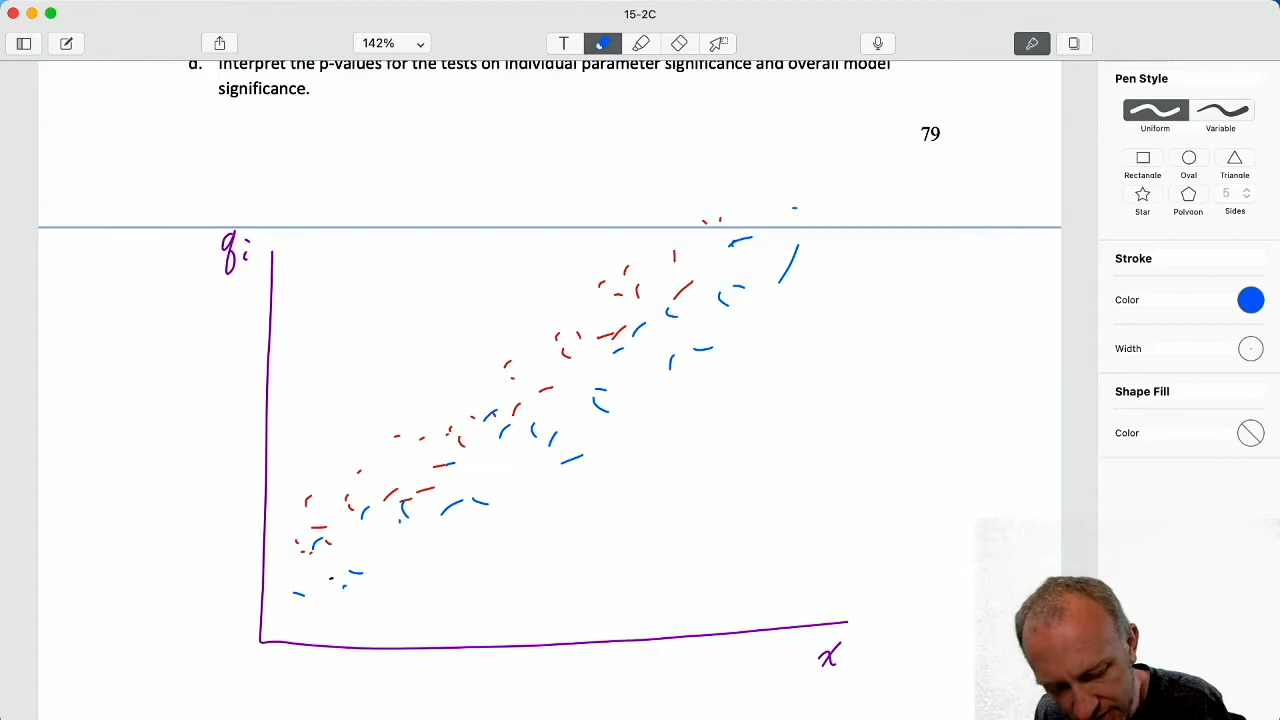 15-2C
142%
T
d. Interpret the p-values for the tests on individual parameter significance and overall model
significance.
79
qi
x
Pen Style
Uniform Variable
Rectangle Oval Triangle
5
Star Polygon Sides
Stroke
Color
Width
Shape Fill
Color